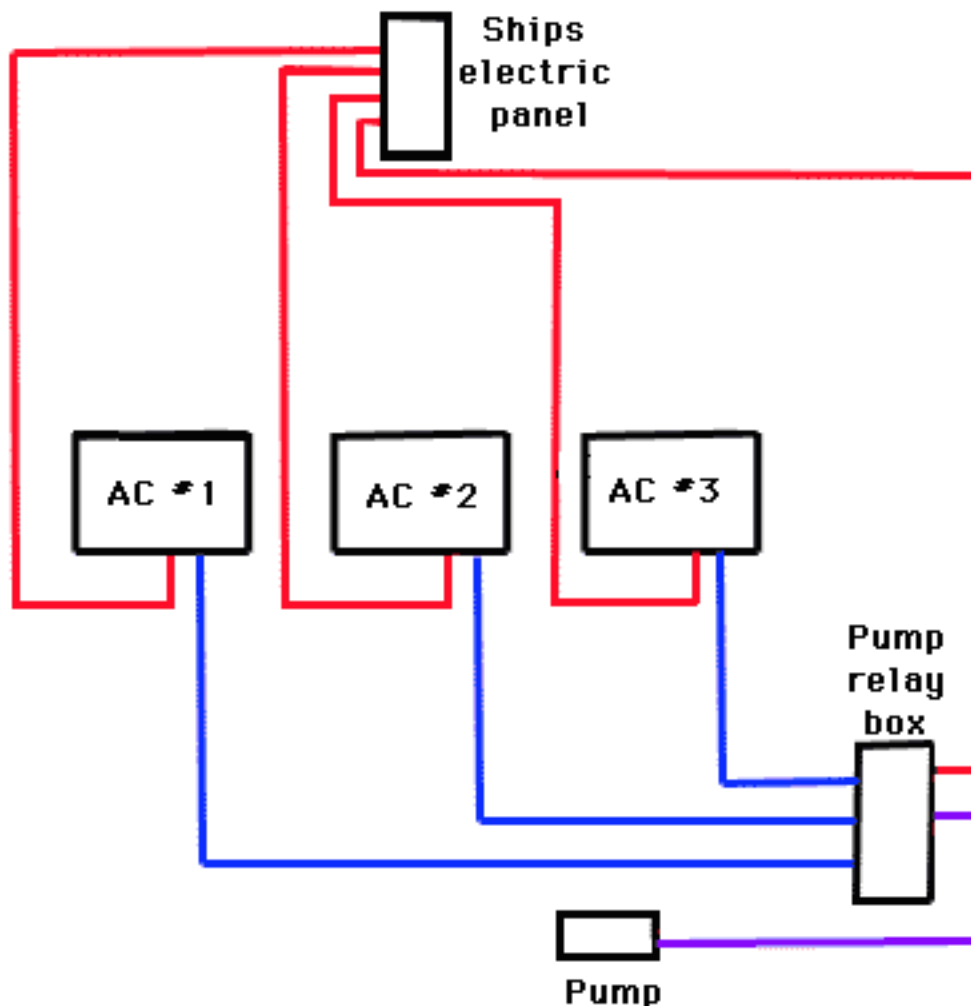 Ships
electric
panel
AC #1
AC #2
AC #3
Pump
relay
box
Pump